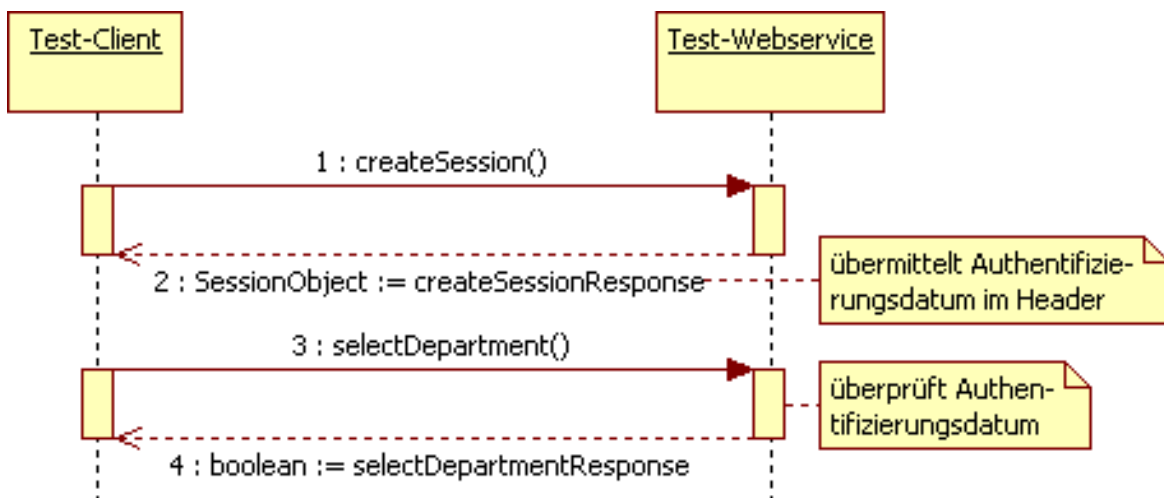 Test-Client
Test-Webservice
1 : createSession()
2 : SessionObject := createSessionResponse
übermittelt Authentifizie-
rungsdatum im Header
3 : selectDepartment()
überprüft Authen-
tifizierungsdatum
4 : boolean := selectDepartmentResponse